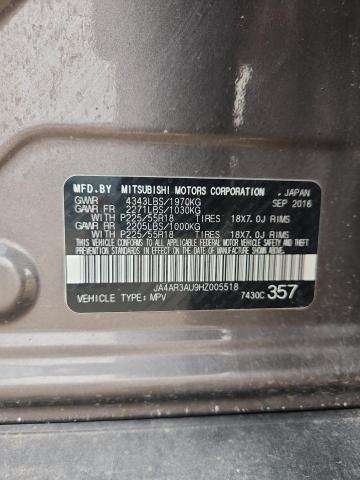 MFD.BY MITSUBISHI MOTORS CORPORATION , JAPAN
GVWR 4343LBS/1970KG SEP 2016
GAWR FR 2271LBS/1030KG
WITH P225/55R18 TIRES 18X7.0J RIMS
GAWR RR 2205LBS/1000KG
WITH P225/55R18 TIRES 18X7.0J RIMS
THIS VEHICLE CONFORMS TO ALL APPLICABLE FEDERAL
MOTOR VEHICLE SAFETY, BUMPER, AND THEFT
PREVENTION STANDARDS IN EFFECT ON THE DATE OF
MANUFACTURE SHOWN ABOVE.
JA4AR3AU9HZ005518
VEHICLE TYPE: MPV 7430C 357